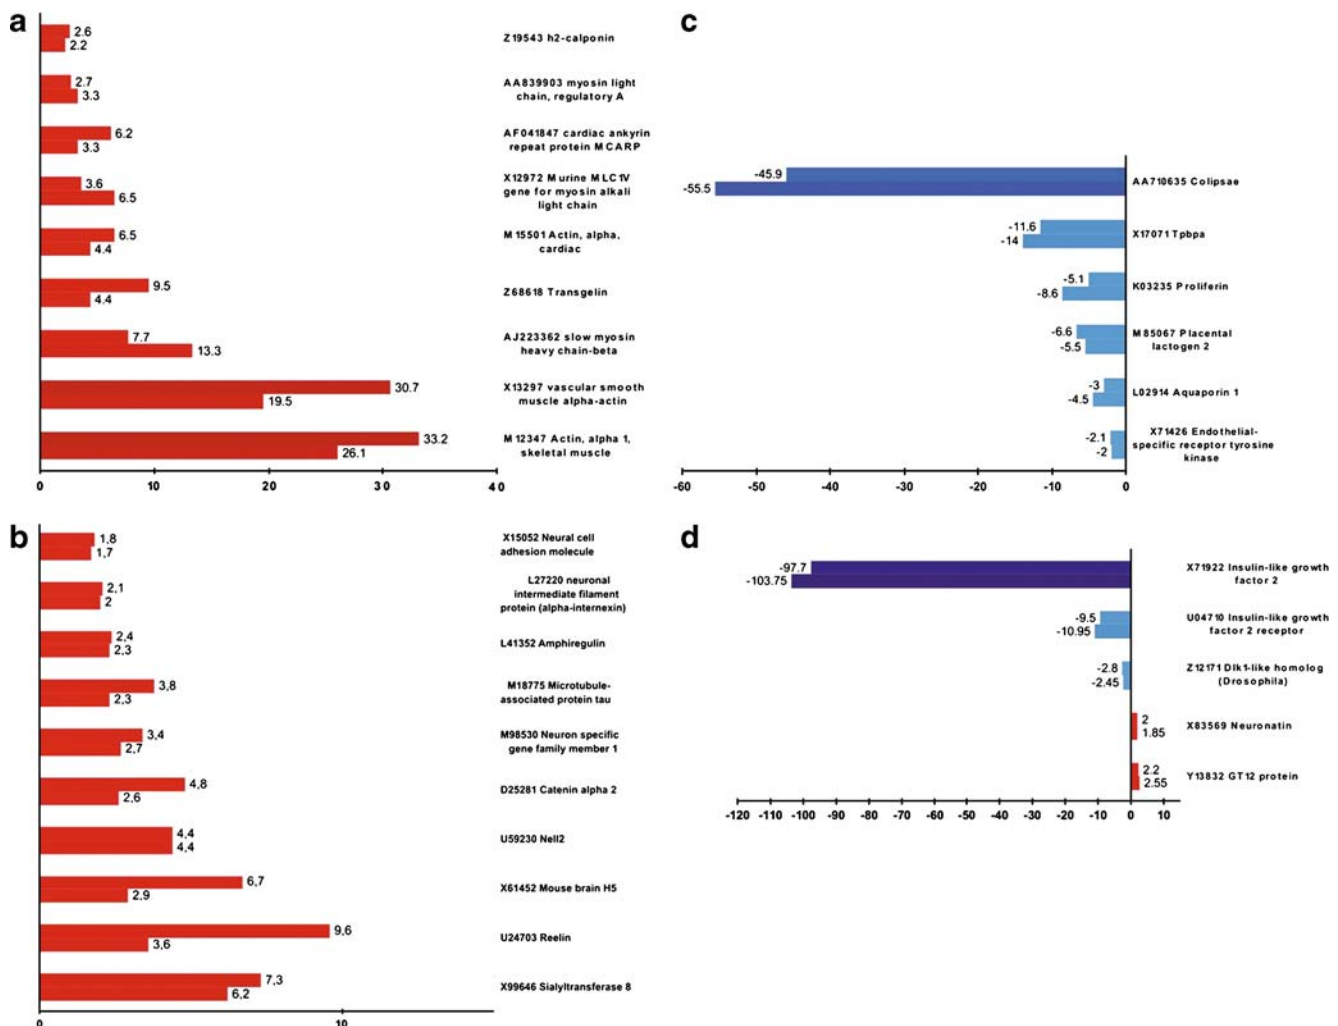 a
2.6
2.2
Z19543 h2-calponin
2.7
3.3
AA839903 myosin light
chain, regulatory A
6.2
3.3
AF041847 cardiac ankyrin
repeat protein MCARP
3.6
6.5
X12972 Murine MLC1V
gene for myosin alkali
light chain
6.5
4.4
M15501 Actin, alpha,
cardiac
9.5
4.4
Z68618 Transgelin
7.7
13.3
AJ223362 slow myosin
heavy chain-beta
30.7
19.5
X13297 vascular smooth
muscle alpha-actin
33.2
26.1
M12347 Actin, alpha 1,
skeletal muscle
0 10 20 30 40
b
1,8
1,7
X15052 Neural cell
adhesion molecule
2,1
2
L27220 neuronal
intermediate filament
protein (alpha-internexin)
2,4
2,3
L41352 Amphiregulin
3,8
2,3
M18775 Microtubule-
associated protein tau
3,4
2,7
M98530 Neuron specific
gene family member 1
4,8
2,6
D25281 Catenin alpha 2
4,4
4,4
U59230 Nell2
6,7
2,9
X61452 Mouse brain H5
9,6
3,6
U24703 Reelin
7,3
6,2
X99646 Sialyltransferase 8
0 10
c
-45.9
-55.5
AA710635 Colipsae
-11.6
-14
X17071 Tpbpa
-5.1
-8.6
K03235 Proliferin
-6.6
-5.5
M85067 Placental
lactogen 2
-3
-4.5
L02914 Aquaporin 1
-2.1
-2
X71426 Endothelial-
specific receptor tyrosine
kinase
-60 -50 -40 -30 -20 -10 0
d
-97.7
-103.75
X71922 Insulin-like growth
factor 2
-9.5
-10.95
U04710 Insulin-like growth
factor 2 receptor
-2.8
-2.45
Z12171 Dlk1-like homolog
(Drosophila)
2
1.85
X83569 Neuronatin
2.2
2.55
Y13832 GT12 protein
-120 -110 -100 -90 -80 -70 -60 -50 -40 -30 -20 -10 0 10